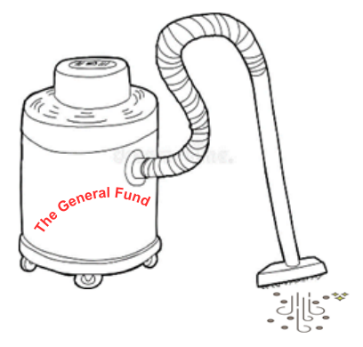 The General Fund